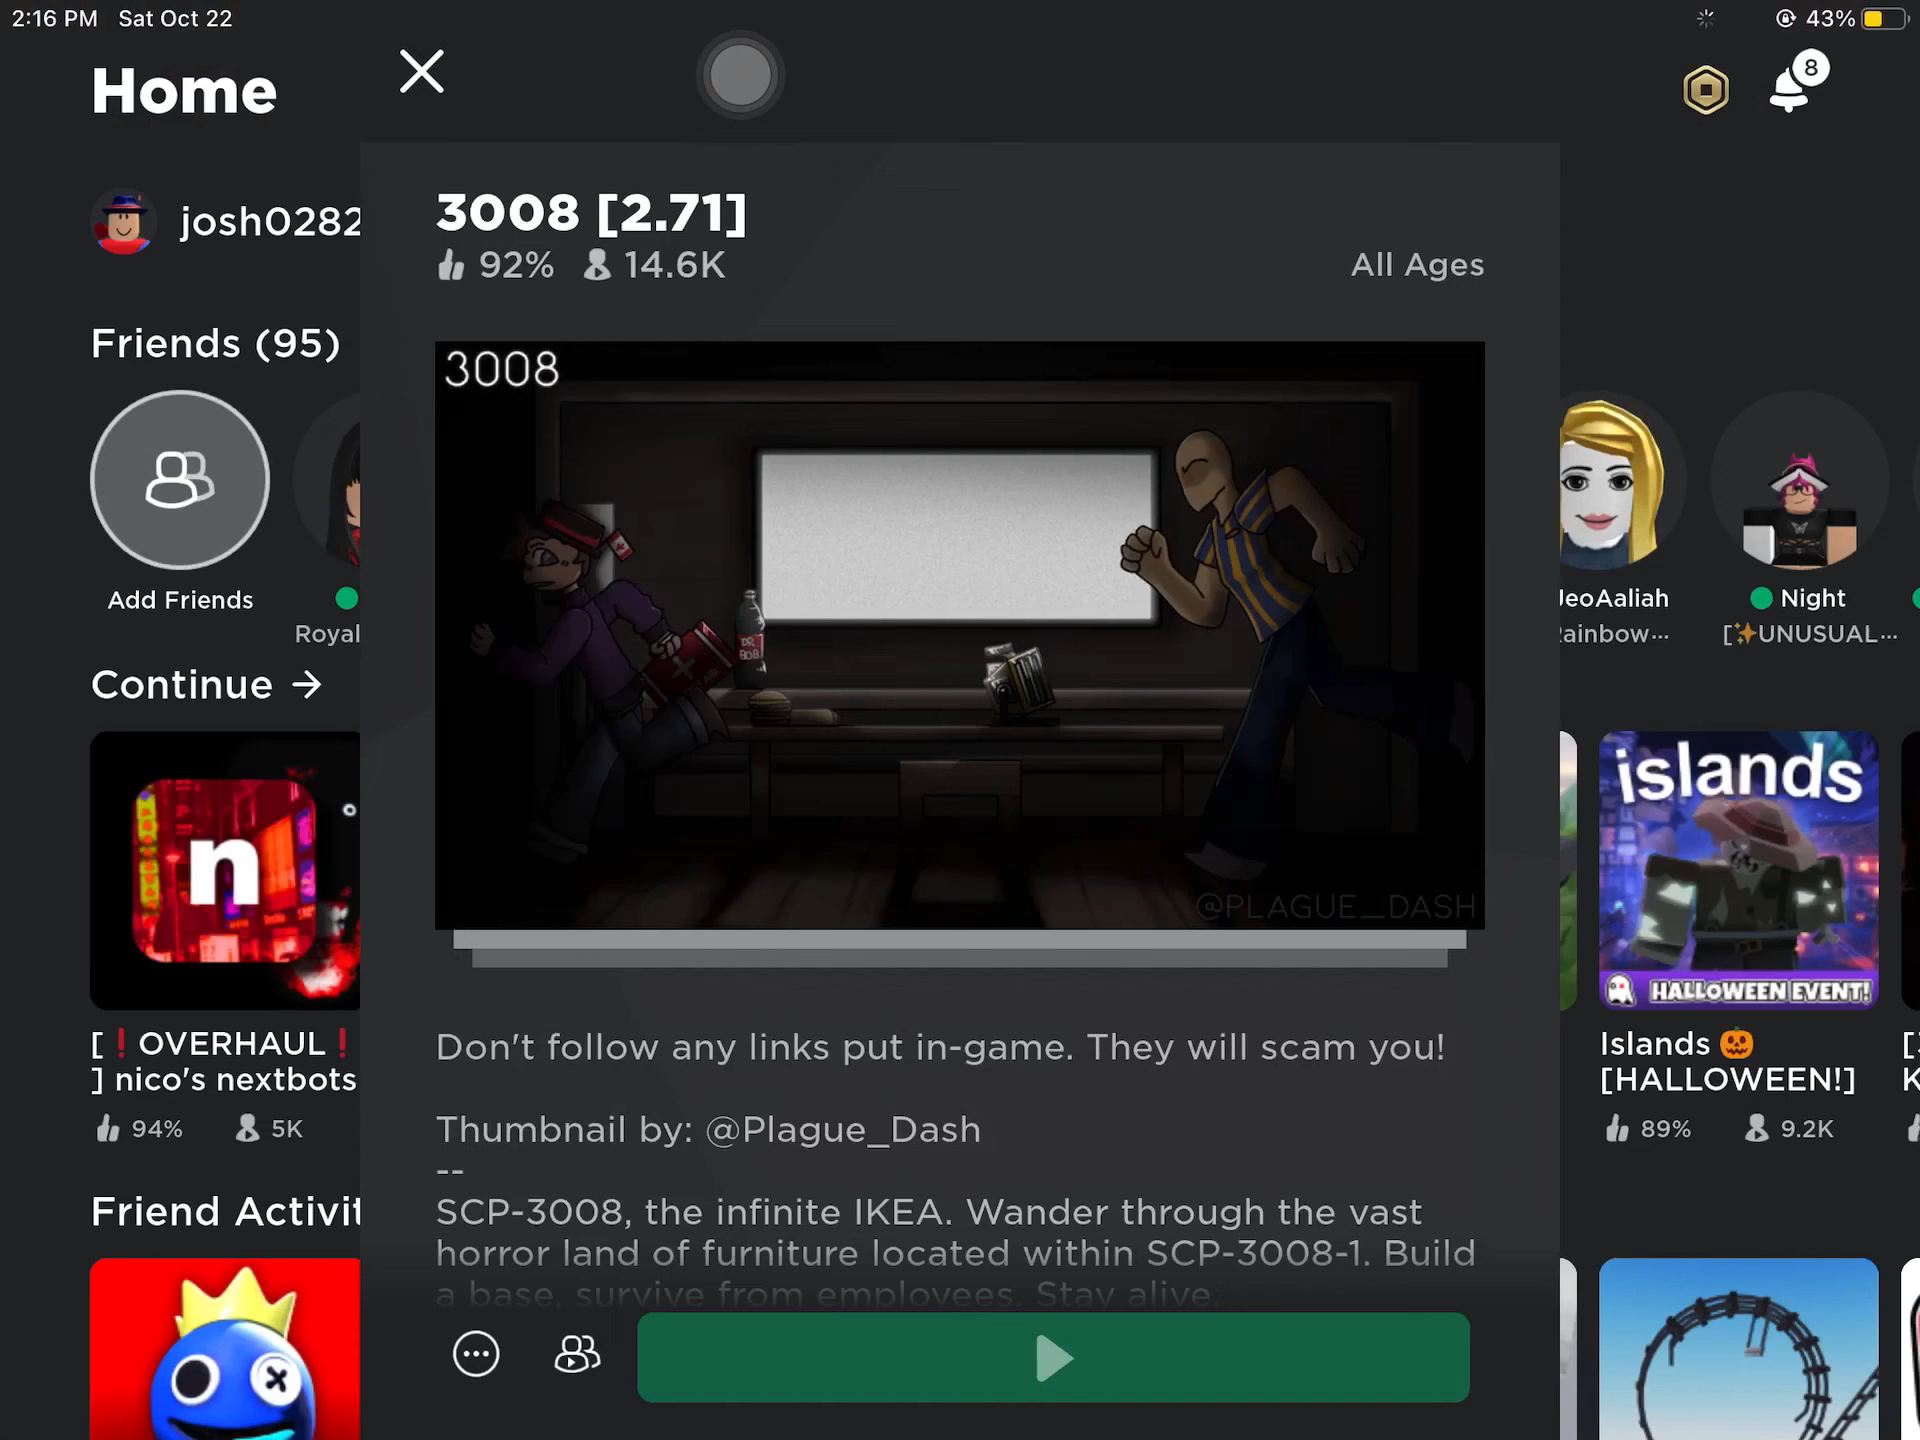 2:16 PM Sat Oct 22
43%
Home
8
josh0282
3008 [2.71]
92% 14.6K
All Ages
Friends (95)
3008
DR
BOB
@PLAGUE_DASH
Add Friends
Royal
JeoAaliah
Rainbow...
Night
[✨UNUSUAL...
Continue →
n
[❗OVERHAUL❗
] nico's nextbots
94% 5K
islands
HALLOWEEN EVENT!
Islands 🎃
[HALLOWEEN!]
89% 9.2K
[
K
Don't follow any links put in-game. They will scam you!
Thumbnail by: @Plague_Dash
--
SCP-3008, the infinite IKEA. Wander through the vast
horror land of furniture located within SCP-3008-1. Build
a base, survive from employees. Stay alive.
Friend Activit